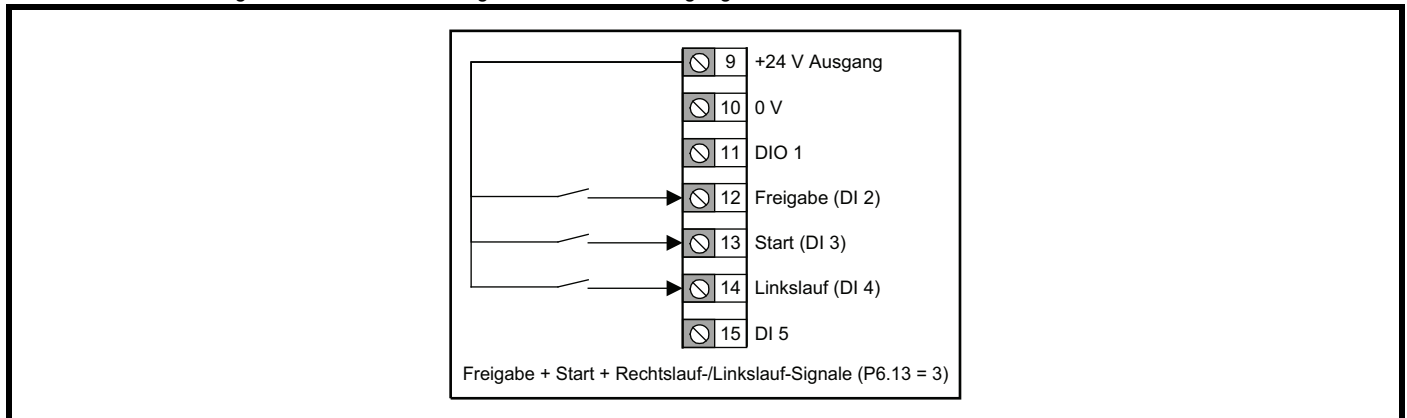 9 +24 V Ausgang
10 0 V
11 DIO 1
12 Freigabe (DI 2)
13 Start (DI 3)
14 Linkslauf (DI 4)
15 DI 5
Freigabe + Start + Rechtslauf-/Linkslauf-Signale (P6.13 = 3)